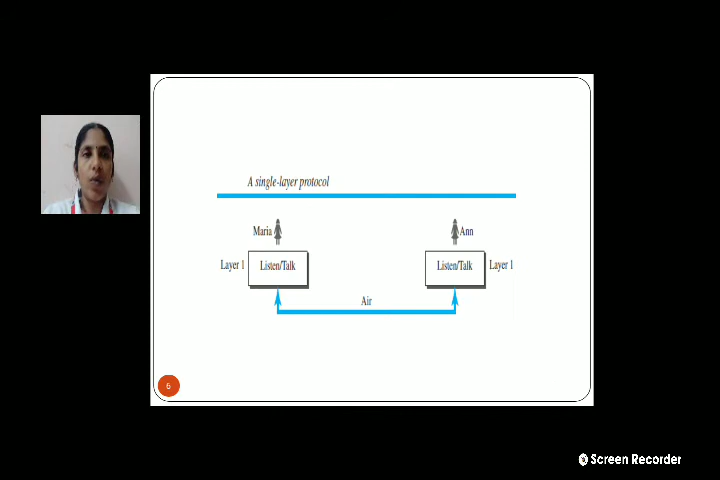 A single-layer protocol
Maria
Ann
Layer 1
Listen/Talk
Listen/Talk
Layer 1
Air
6
Screen Recorder